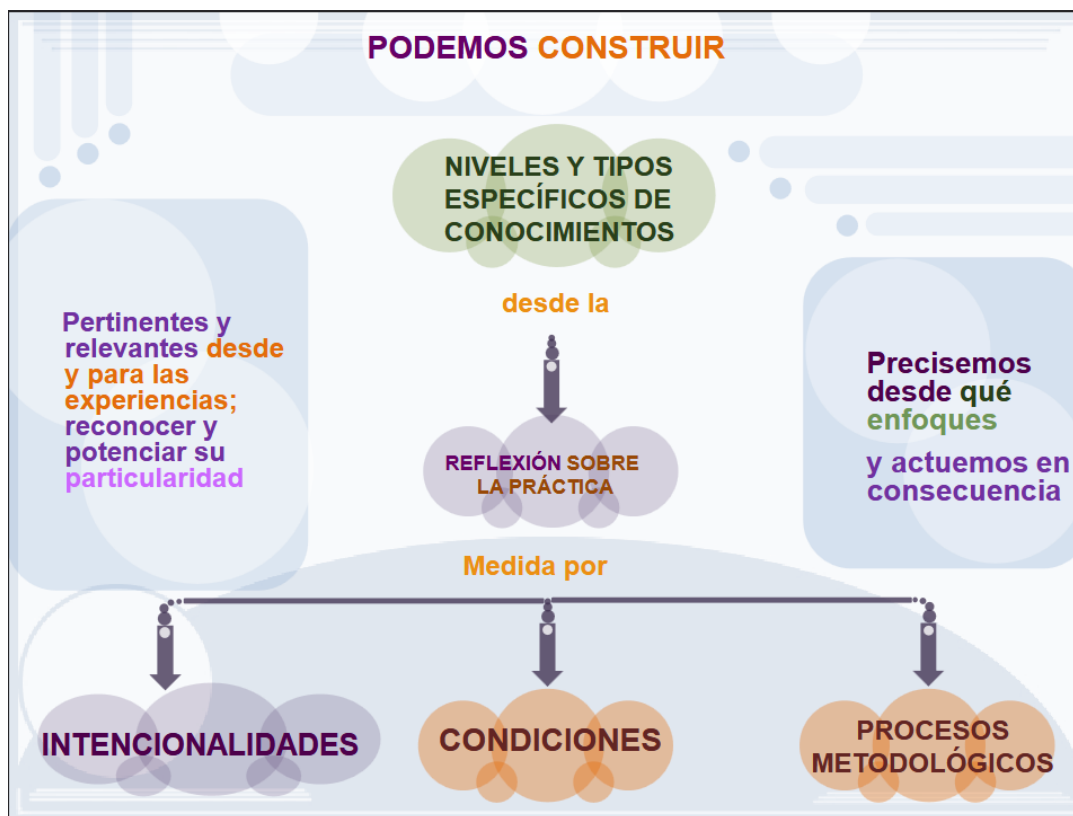 PODEMOS CONSTRUIR
NIVELES Y TIPOS
ESPECÍFICOS DE
CONOCIMIENTOS
desde la
Pertinentes y
relevantes desde
y para las
experiencias;
reconocer y
potenciar su
particularidad
Precisemos
desde qué
enfoques
y actuemos en
consecuencia
REFLEXIÓN SOBRE
LA PRÁCTICA
Medida por
INTENCIONALIDADES
CONDICIONES
PROCESOS
METODOLÓGICOS